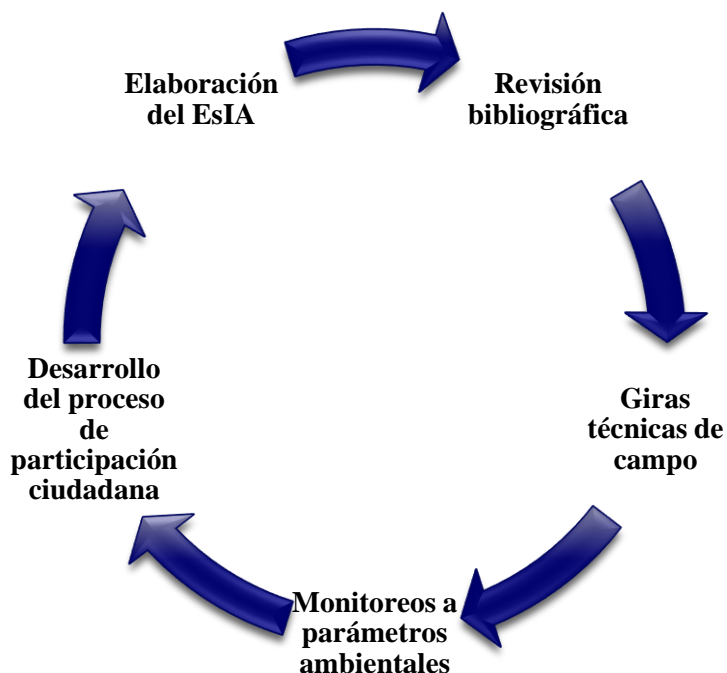 Elaboración
del EsIA
Revisión
bibliográfica
Giras
técnicas de
campo
Monitoreos a
parámetros
ambientales
Desarrollo
del proceso
de
participación
ciudadana